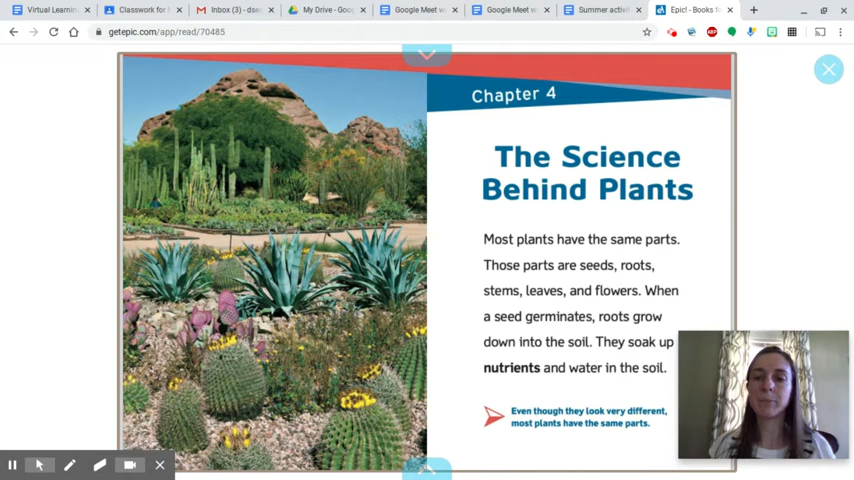 Virtual Learnin
Classwork for M
Inbox (3) - dsec
My Drive - Goo
Google Meet w
Google Meet w
Summer activit
Epic! - Books fo
getepic.com/app/read/70485
Chapter 4
The Science
Behind Plants
Most plants have the same parts.
Those parts are seeds, roots,
stems, leaves, and flowers. When
a seed germinates, roots grow
down into the soil. They soak up
nutrients and water in the soil.
Even though they look very different,
most plants have the same parts.